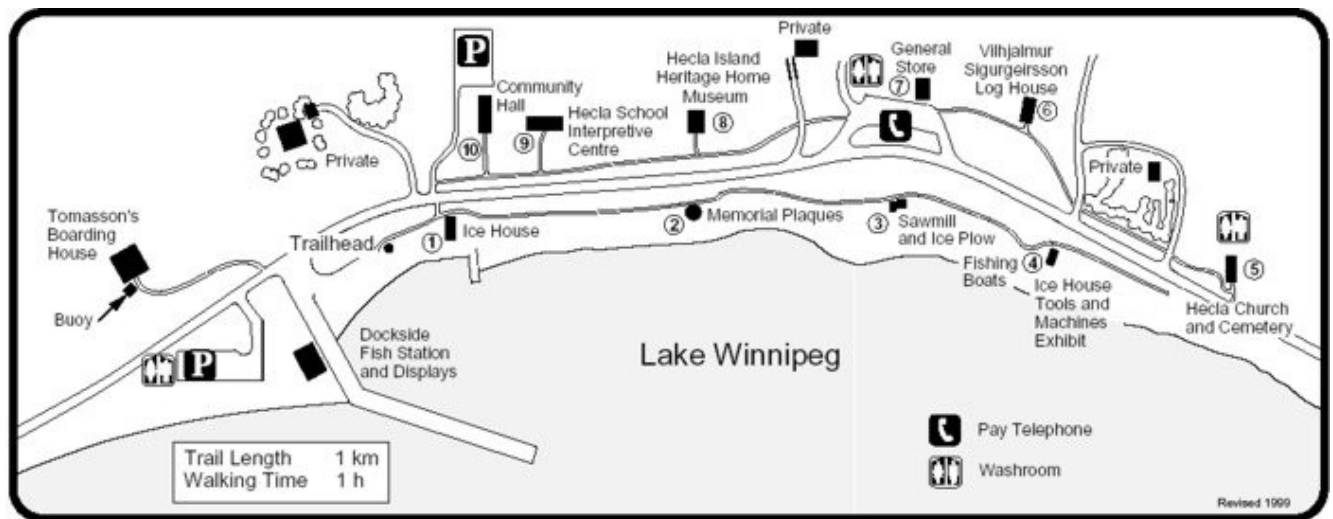 P
Private
General
Store
7
Vilhjalmur
Sigurgeirsson
Log House
6
Hecla Island
Heritage Home
Museum
8
Community
Hall
10
Hecla School
Interpretive
Centre
9
Private
Private
Tomasson's
Boarding
House
Buoy
Trailhead
1
Ice House
2
Memorial Plaques
3
Sawmill
and Ice Plow
Fishing
Boats
4
Ice House
Tools and
Machines
Exhibit
5
Hecla Church
and Cemetery
P
Dockside
Fish Station
and Displays
Lake Winnipeg
Trail Length 1 km
Walking Time 1 h
Pay Telephone
Washroom
Revised 1999